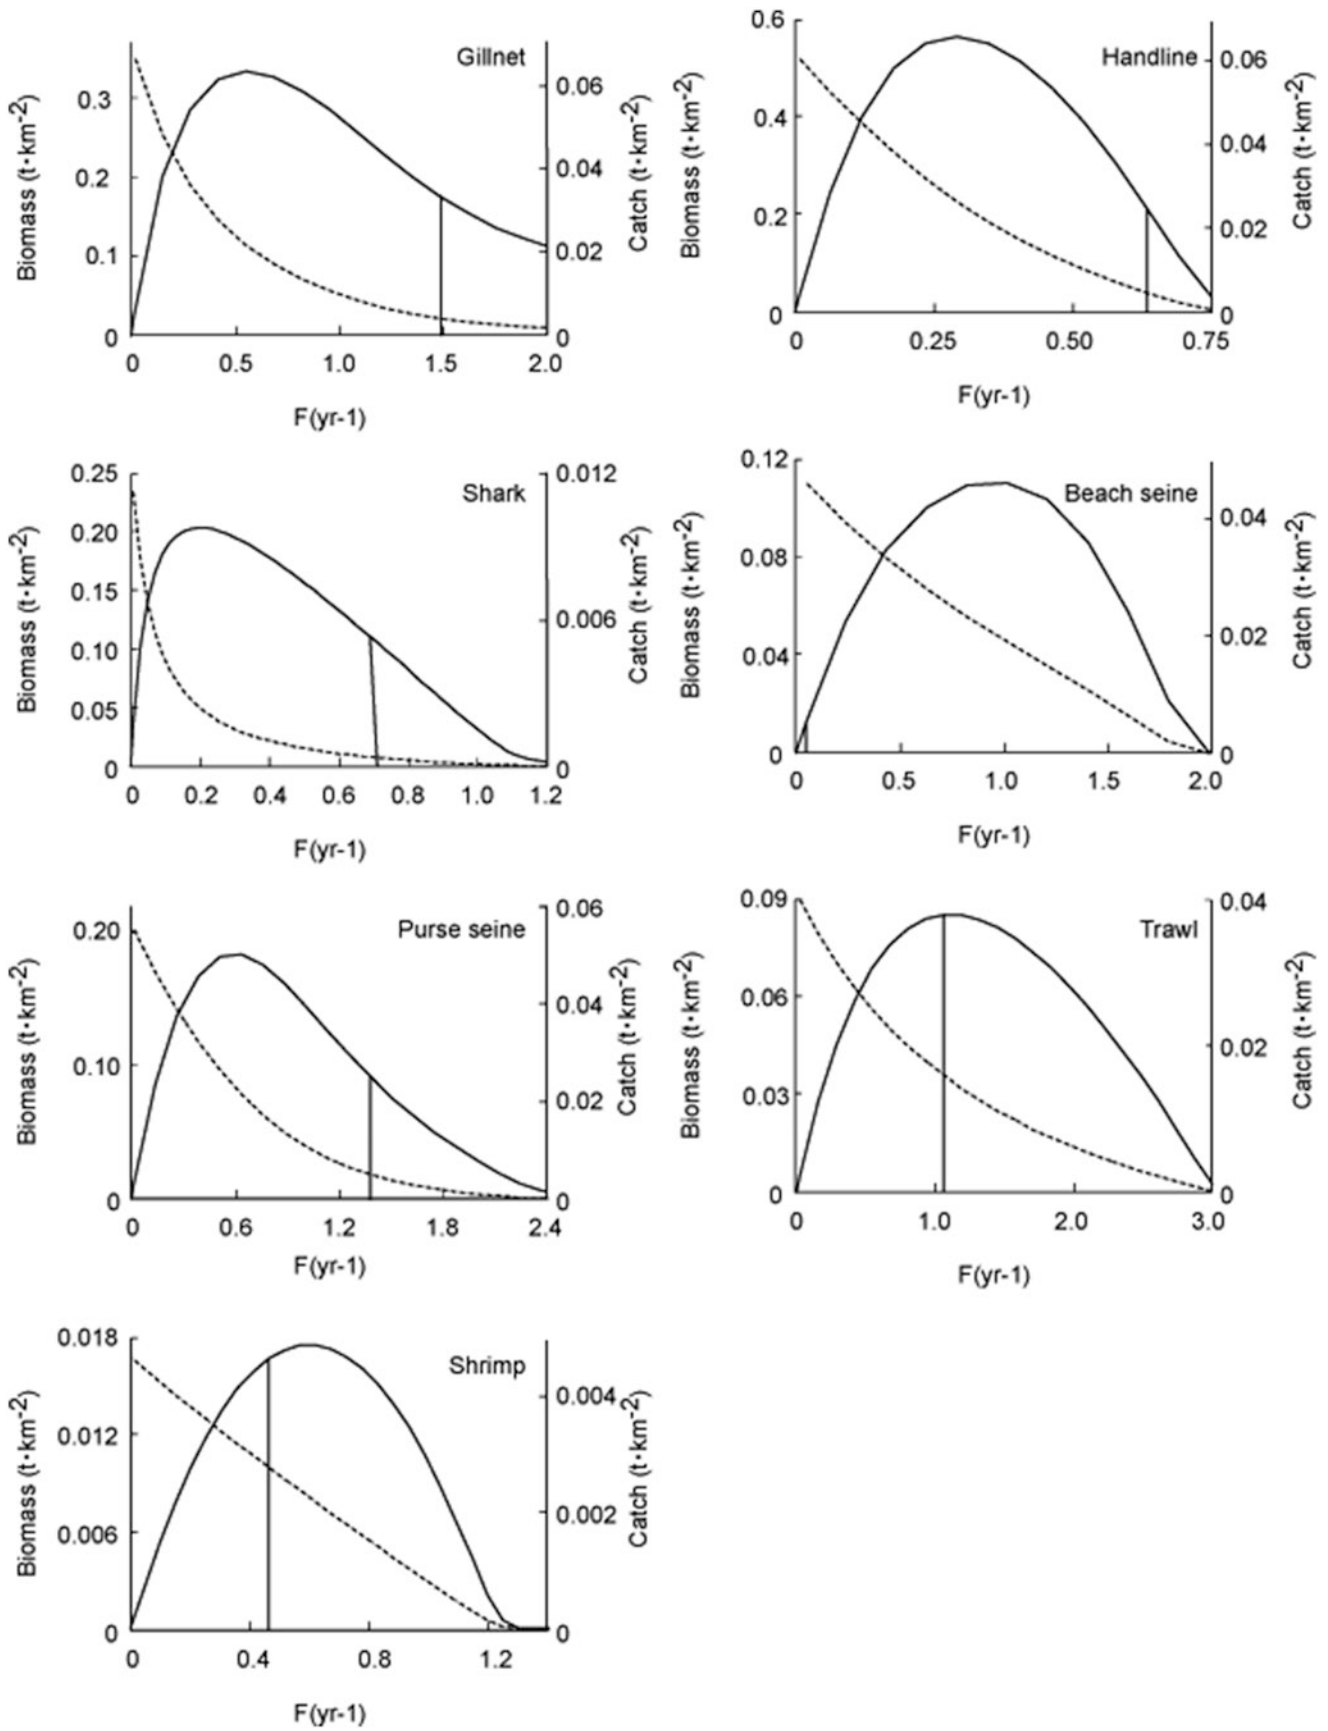 Gillnet
Biomass (t·km-2)
0.3
0.2
0.1
0
0.06
0.04
0.02
0
Catch (t·km-2)
0 0.5 1.0 1.5 2.0
F(yr-1)
Handline
Biomass (t·km-2)
0.6
0.4
0.2
0
0.06
0.04
0.02
0
Catch (t·km-2)
0 0.25 0.50 0.75
F(yr-1)
Shark
Biomass (t·km-2)
0.25
0.20
0.15
0.10
0.05
0
0.012
0.006
0
Catch (t·km-2)
0 0.2 0.4 0.6 0.8 1.0 1.2
F(yr-1)
Beach seine
Biomass (t·km-2)
0.12
0.08
0.04
0
0.04
0.02
0
Catch (t·km-2)
0 0.5 1.0 1.5 2.0
F(yr-1)
Purse seine
Biomass (t·km-2)
0.20
0.10
0
0.06
0.04
0.02
0
Catch (t·km-2)
0 0.6 1.2 1.8 2.4
F(yr-1)
Trawl
Biomass (t·km-2)
0.09
0.06
0.03
0
0.04
0.02
0
Catch (t·km-2)
0 1.0 2.0 3.0
F(yr-1)
Shrimp
Biomass (t·km-2)
0.018
0.012
0.006
0
0.004
0.002
0
Catch (t·km-2)
0 0.4 0.8 1.2
F(yr-1)